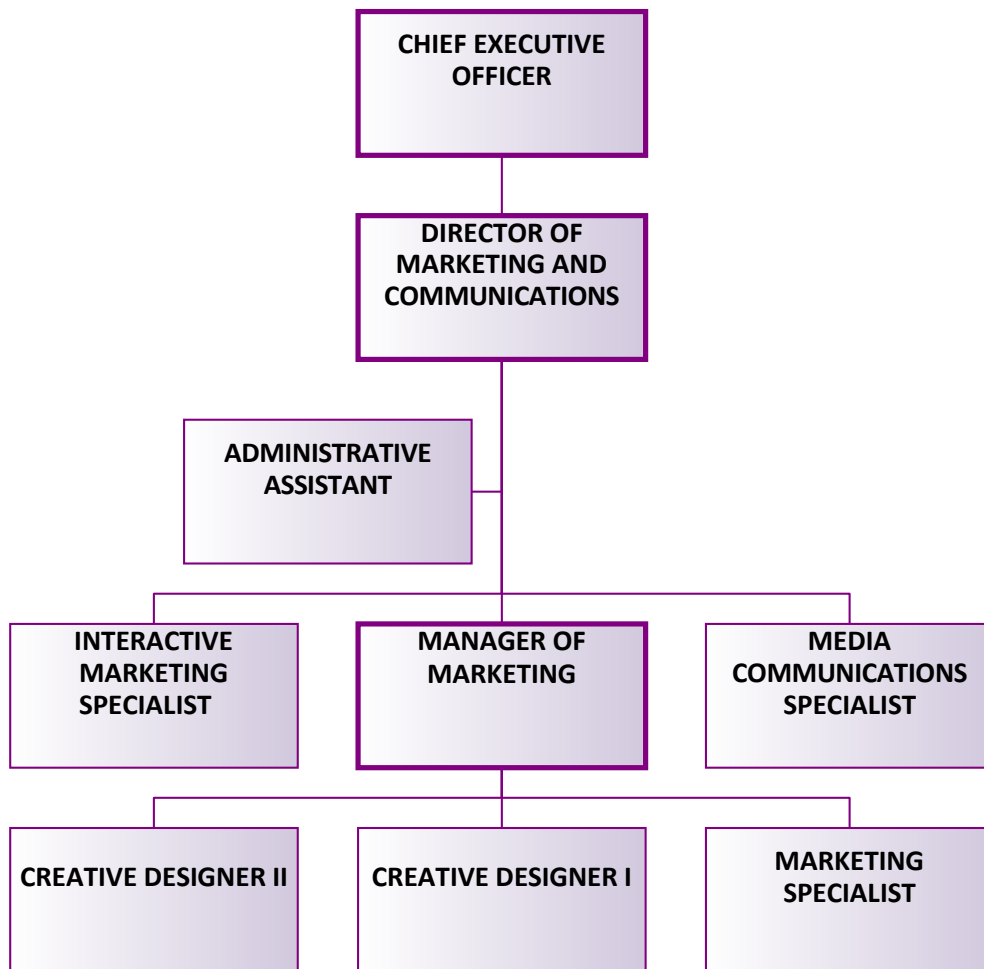 CHIEF EXECUTIVE
OFFICER
DIRECTOR OF
MARKETING AND
COMMUNICATIONS
ADMINISTRATIVE
ASSISTANT
INTERACTIVE
MARKETING
SPECIALIST
MANAGER OF
MARKETING
MEDIA
COMMUNICATIONS
SPECIALIST
CREATIVE DESIGNER II
CREATIVE DESIGNER I
MARKETING
SPECIALIST